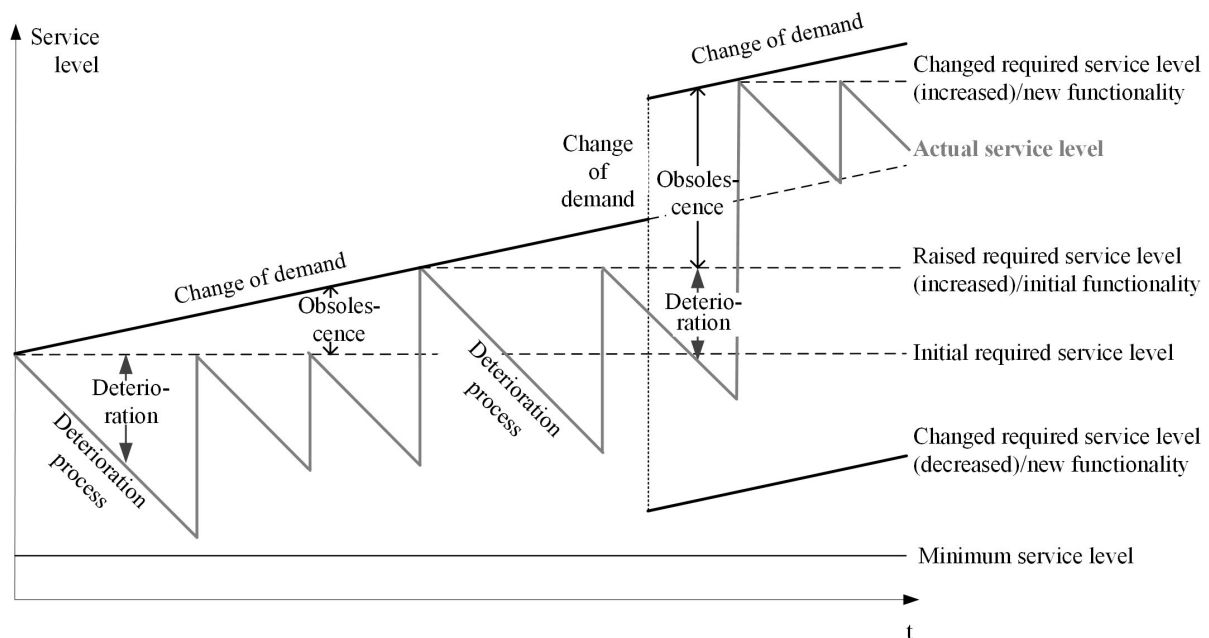 Service
level
Change of demand
Changed required service level
(increased)/new functionality
Actual service level
Change
of
demand
Obsoles-
cence
Change of demand
Obsoles-
cence
Raised required service level
(increased)/initial functionality
Deterio-
ration
Initial required service level
Deterio-
ration
Deterioration
process
Deterioration
process
Changed required service level
(decreased)/new functionality
Minimum service level
t